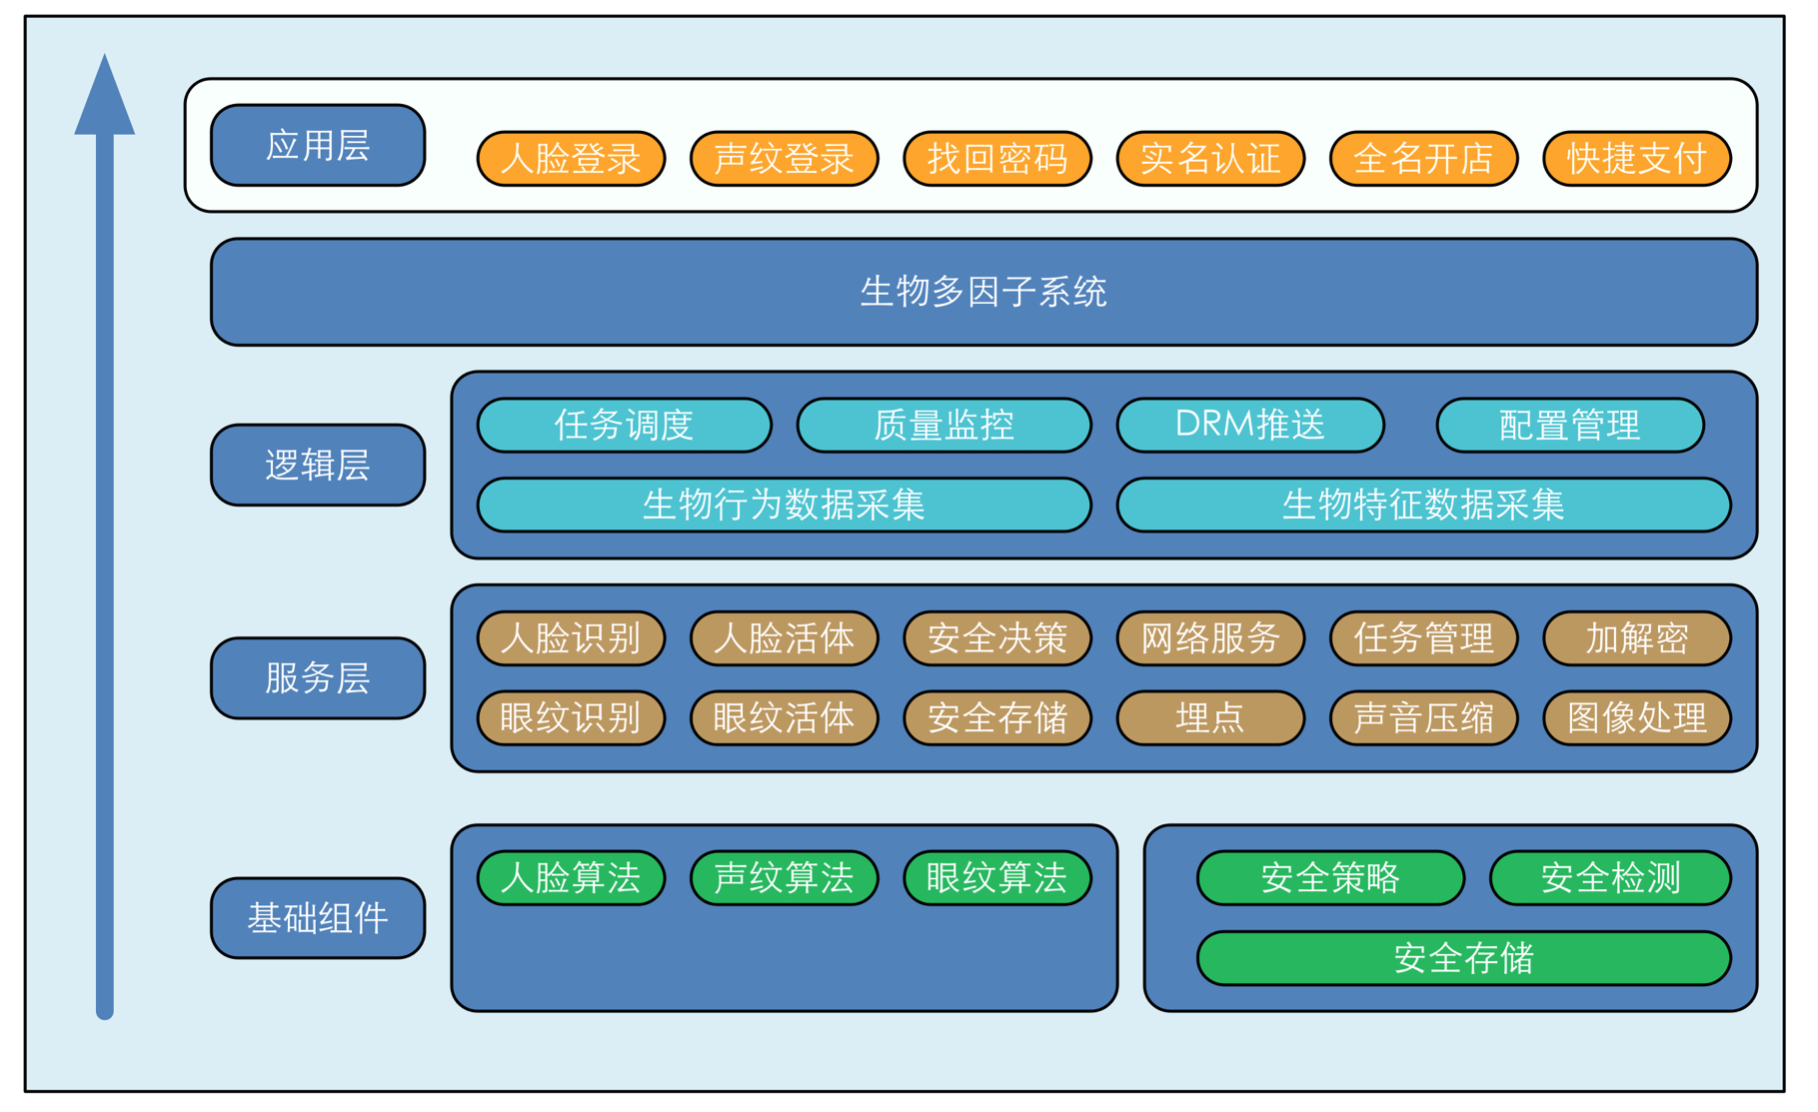 应用层
人脸登录 声纹登录 找回密码 实名认证 全名开店 快捷支付
生物多因子系统
逻辑层
任务调度 质量监控 DRM推送 配置管理
生物行为数据采集 生物特征数据采集
服务层
人脸识别 人脸活体 安全决策 网络服务 任务管理 加解密
眼纹识别 眼纹活体 安全存储 埋点 声音压缩 图像处理
基础组件
人脸算法 声纹算法 眼纹算法 安全策略 安全检测
安全存储